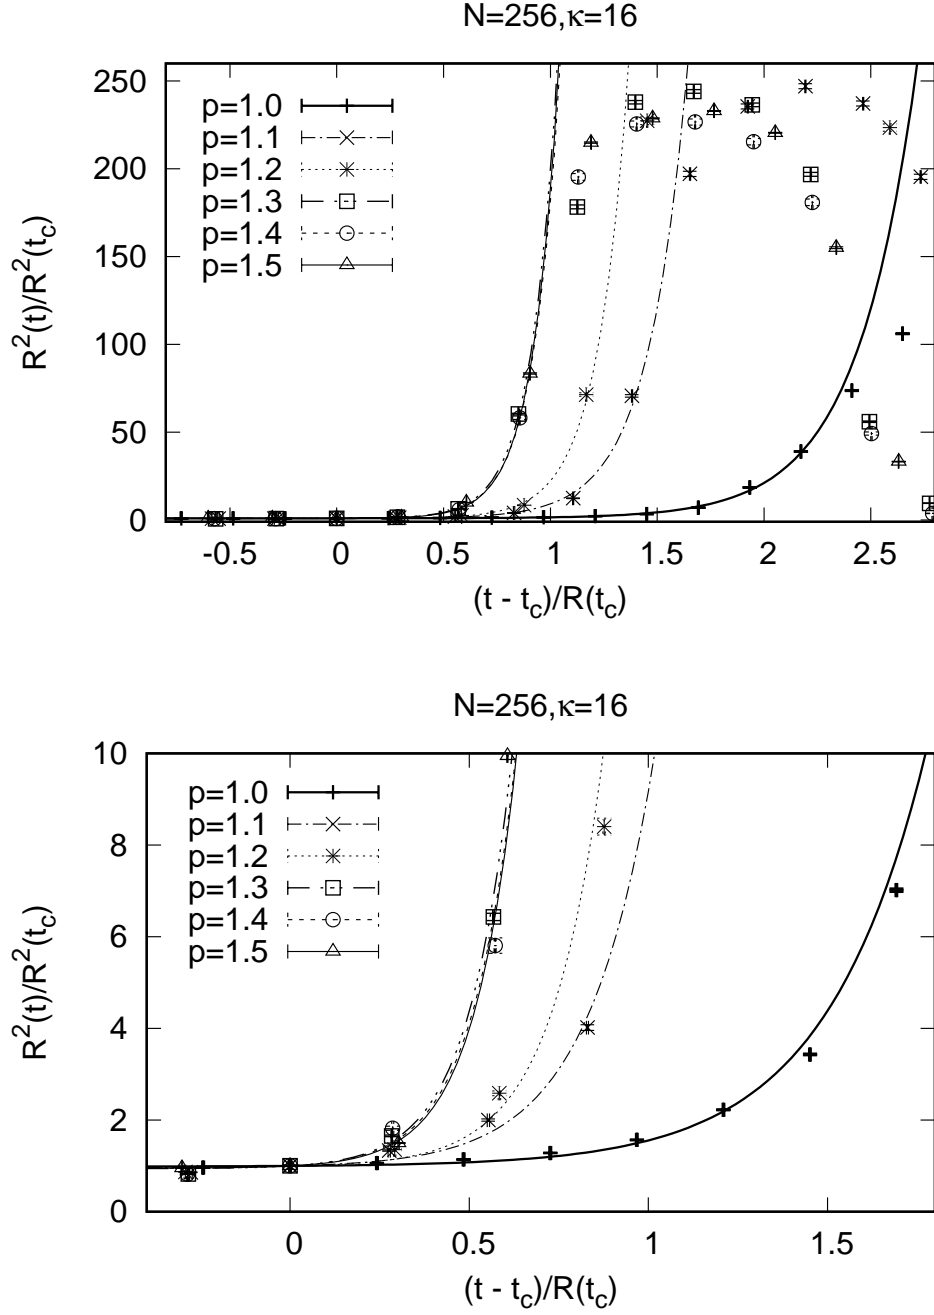 N=256,κ=16
R²(t)/R²(t_c)
250
200
150
100
50
0
p=1.0
p=1.1
p=1.2
p=1.3
p=1.4
p=1.5
-0.5 0 0.5 1 1.5 2 2.5
(t - t_c)/R(t_c)
N=256,κ=16
R²(t)/R²(t_c)
10
8
6
4
2
0
p=1.0
p=1.1
p=1.2
p=1.3
p=1.4
p=1.5
0 0.5 1 1.5
(t - t_c)/R(t_c)